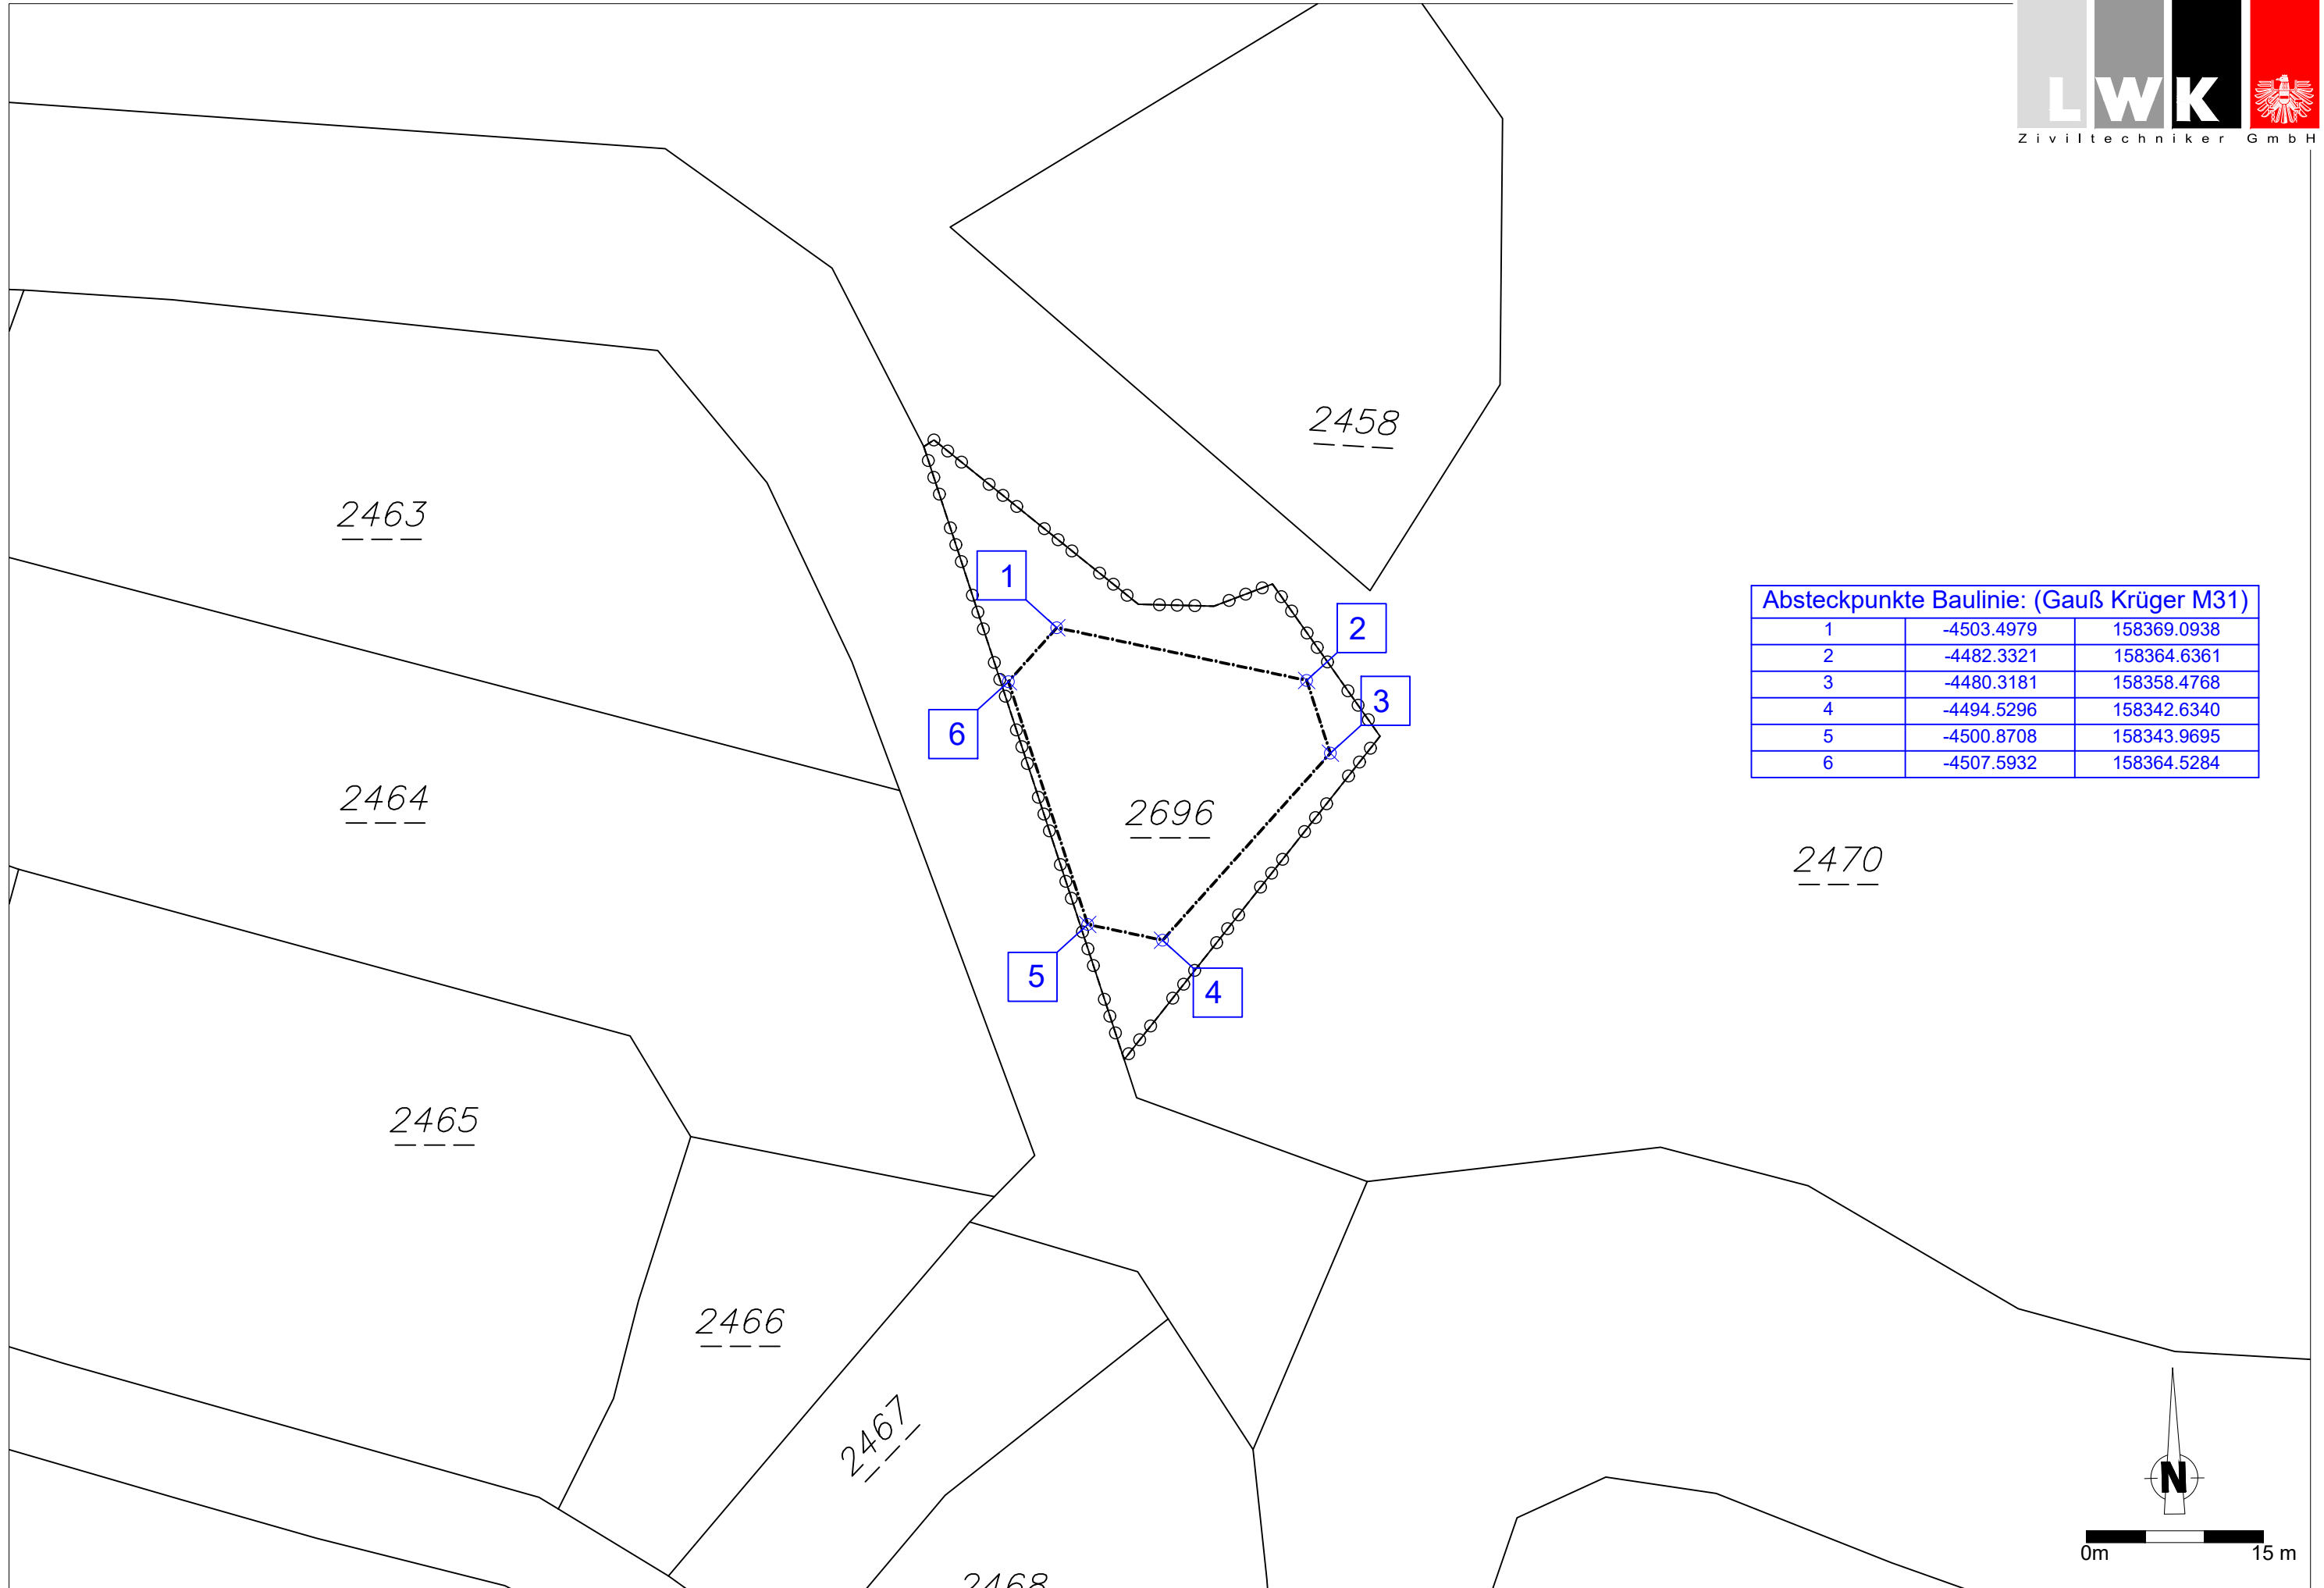 LWK
Ziviltechniker GmbH
2458
2463
1
2
Absteckpunkte Baulinie: (Gauß Krüger M31)
1 -4503.4979 158369.0938
2 -4482.3321 158364.6361
3 -4480.3181 158358.4768
4 -4494.5296 158342.6340
5 -4500.8708 158343.9695
6 -4507.5932 158364.5284
3
6
2464
2696
2470
5
4
2465
2466
2467
N
0m 15 m
2468